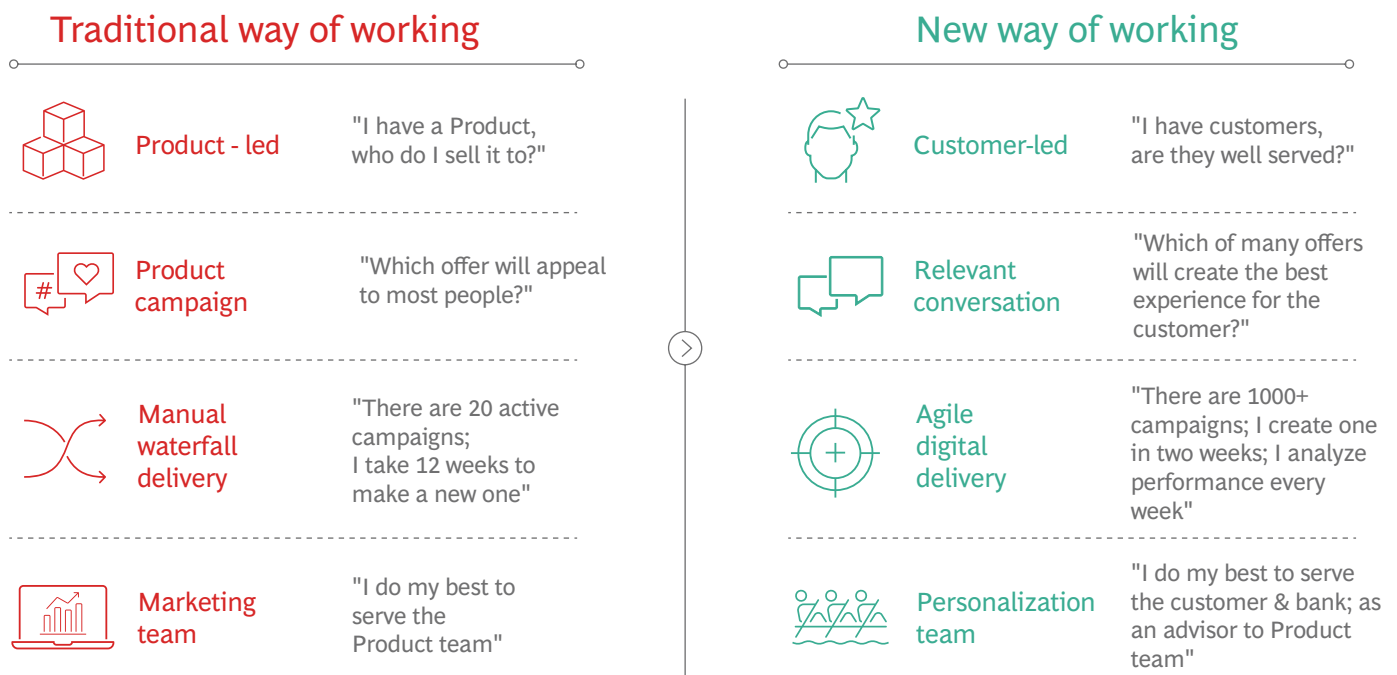 Traditional way of working
Product - led
"I have a Product,
who do I sell it to?"
#
Product
campaign
"Which offer will appeal
to most people?"
Manual
waterfall
delivery
"There are 20 active
campaigns;
I take 12 weeks to
make a new one"
Marketing
team
"I do my best to
serve the
Product team"
New way of working
Customer-led
"I have customers,
are they well served?"
Relevant
conversation
"Which of many offers
will create the best
experience for the
customer?"
Agile
digital
delivery
"There are 1000+
campaigns; I create one
in two weeks; I analyze
performance every
week"
Personalization
team
"I do my best to serve
the customer & bank; as
an advisor to Product
team"